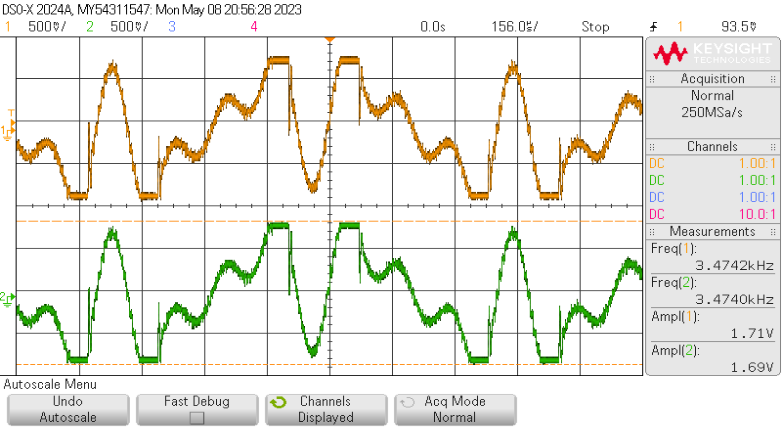 DSO-X 2024A, MY54311547: Mon May 08 20:56:28 2023
1 500mV/ 2 500mV/ 3 4 0.0s 156.0us/ Stop 1 93.5mV
KEYSIGHT
TECHNOLOGIES
Acquisition
Normal
250MSa/s
Channels
DC 1.00:1
DC 1.00:1
DC 1.00:1
DC 10.0:1
Measurements
Freq(1):
3.4742kHz
Freq(2):
3.4740kHz
Ampl(1):
1.71V
Ampl(2):
1.69V
T
1
2
Autoscale Menu
Undo
Autoscale
Fast Debug
Channels
Displayed
Acq Mode
Normal